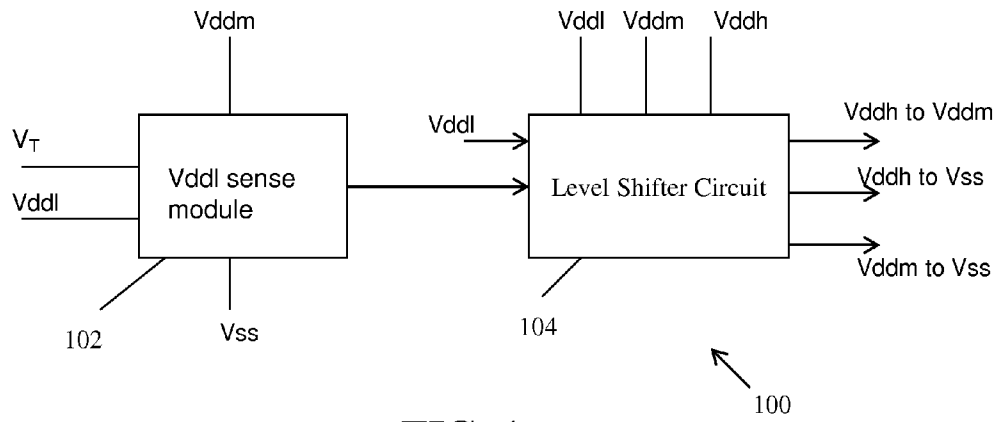 Vddm
Vddl Vddm Vddh
V_T
Vddl
Vddl sense
module
Vddl
Level Shifter Circuit
Vddh to Vddm
Vddh to Vss
Vddm to Vss
102
Vss
104
100